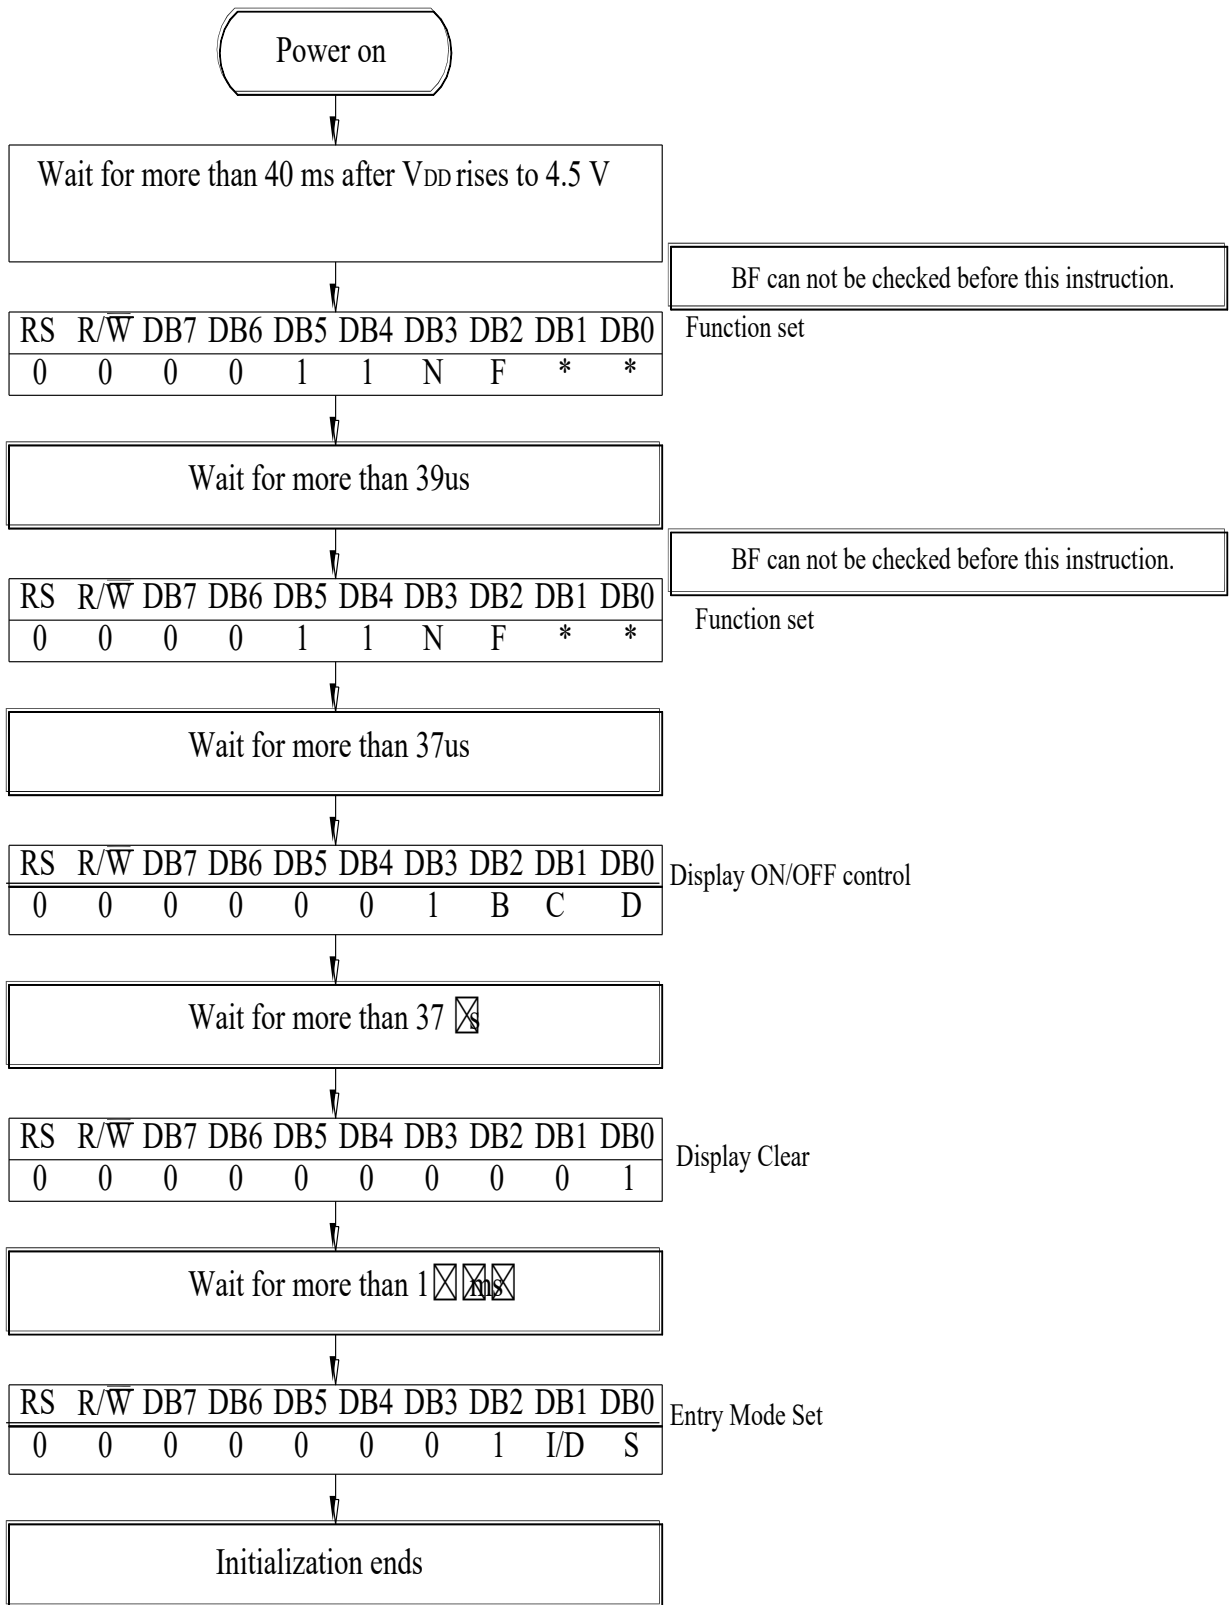 Power on
Wait for more than 40 ms after VDD rises to 4.5 V
BF can not be checked before this instruction.
RS R/W̅ DB7 DB6 DB5 DB4 DB3 DB2 DB1 DB0
Function set
0 0 0 0 1 1 N F * *
Wait for more than 39us
BF can not be checked before this instruction.
RS R/W̅ DB7 DB6 DB5 DB4 DB3 DB2 DB1 DB0
Function set
0 0 0 0 1 1 N F * *
Wait for more than 37us
RS R/W̅ DB7 DB6 DB5 DB4 DB3 DB2 DB1 DB0
Display ON/OFF control
0 0 0 0 0 0 1 B C D
Wait for more than 37 s
RS R/W̅ DB7 DB6 DB5 DB4 DB3 DB2 DB1 DB0
Display Clear
0 0 0 0 0 0 0 0 0 1
Wait for more than 1 ms
RS R/W̅ DB7 DB6 DB5 DB4 DB3 DB2 DB1 DB0
Entry Mode Set
0 0 0 0 0 0 0 1 I/D S
Initialization ends